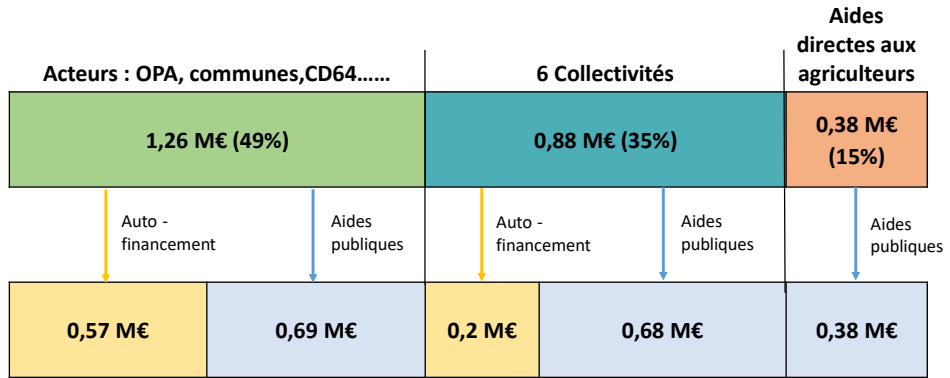 Aides
directes aux
agriculteurs
Acteurs : OPA, communes,CD64......
6 Collectivités
1,26 M€ (49%)
0,88 M€ (35%)
0,38 M€
(15%)
Auto -
financement
Aides
publiques
Auto -
financement
Aides
publiques
Aides
publiques
0,57 M€
0,69 M€
0,2 M€
0,68 M€
0,38 M€